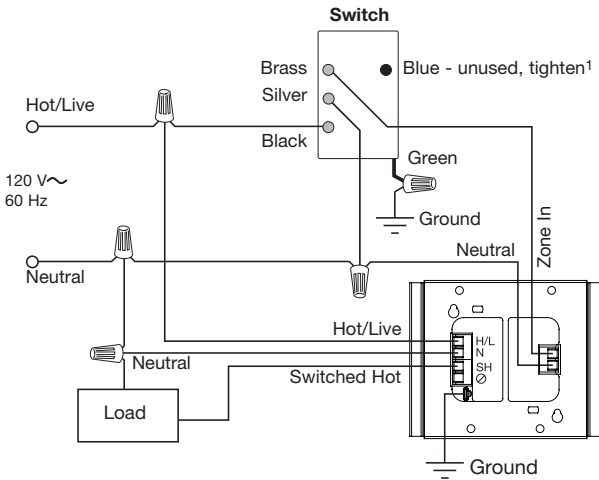 Switch
Brass
Blue - unused, tighten1
Silver
Hot/Live
Black
Green
120 V～
60 Hz
Ground
Neutral
Zone In
Neutral
Hot/Live
H/L
N
Neutral
SH
Switched Hot
Load
Ground